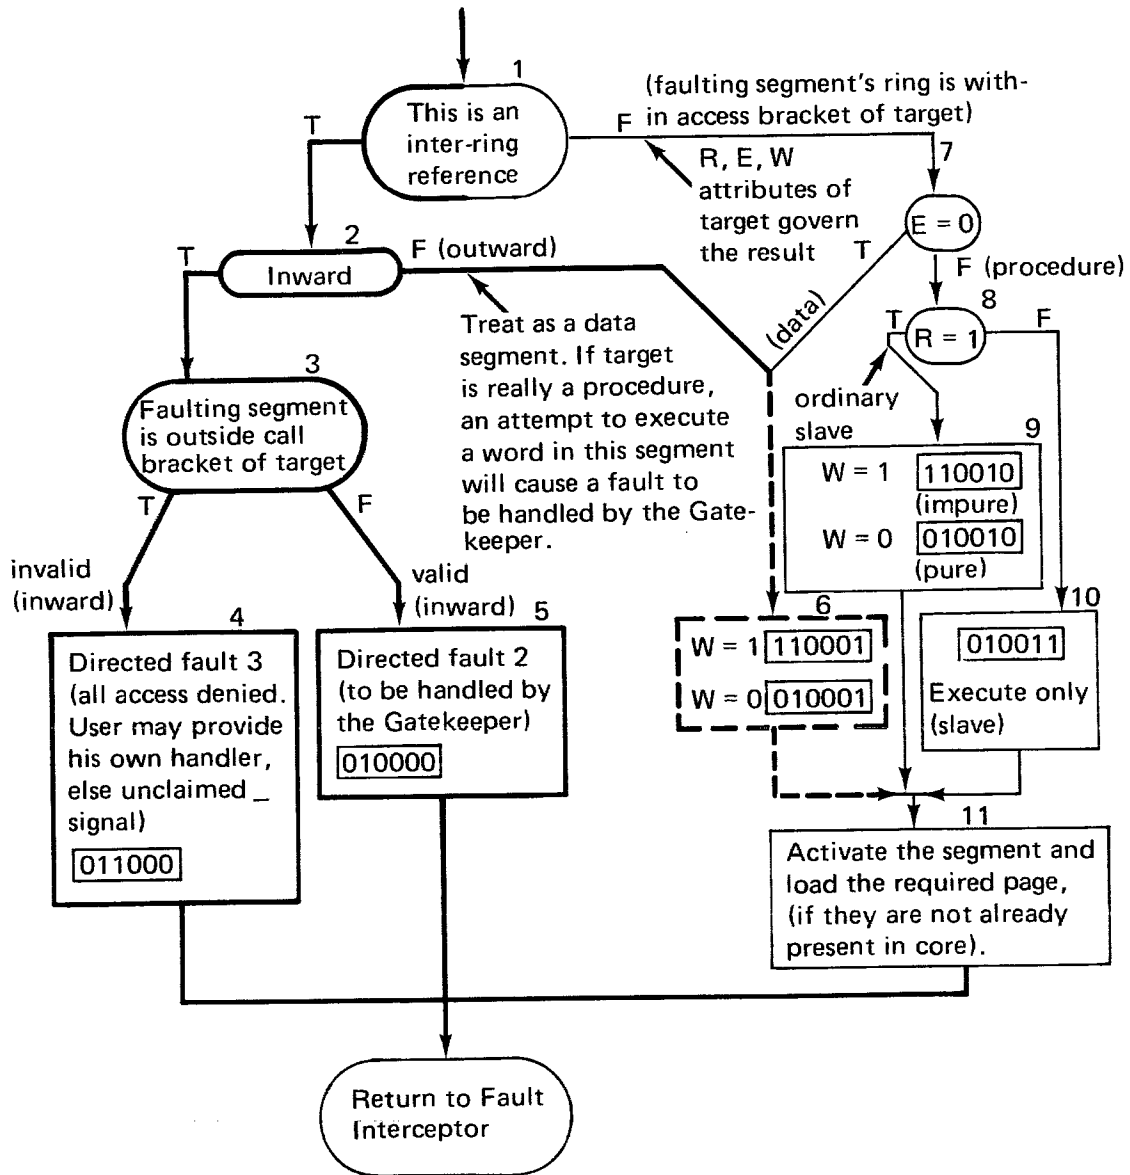 1
This is an
inter-ring
reference
T
F
(faulting segment's ring is with-
in access bracket of target)
R, E, W
attributes of
target govern
the result
7
E = 0
T
(data)
F (procedure)
8
R = 1
T
F
ordinary
slave
2
Inward
T
F (outward)
Treat as a data
segment. If target
is really a procedure,
an attempt to execute
a word in this segment
will cause a fault to
be handled by the Gate-
keeper.
3
Faulting segment
is outside call
bracket of target
T
F
invalid
(inward)
valid
(inward)
4
Directed fault 3
(all access denied.
User may provide
his own handler,
else unclaimed _
signal)
011000
5
Directed fault 2
(to be handled by
the Gatekeeper)
010000
6
W = 1 110001
W = 0 010001
9
W = 1 110010
(impure)
W = 0 010010
(pure)
10
010011
Execute only
(slave)
11
Activate the segment and
load the required page,
(if they are not already
present in core).
Return to Fault
Interceptor